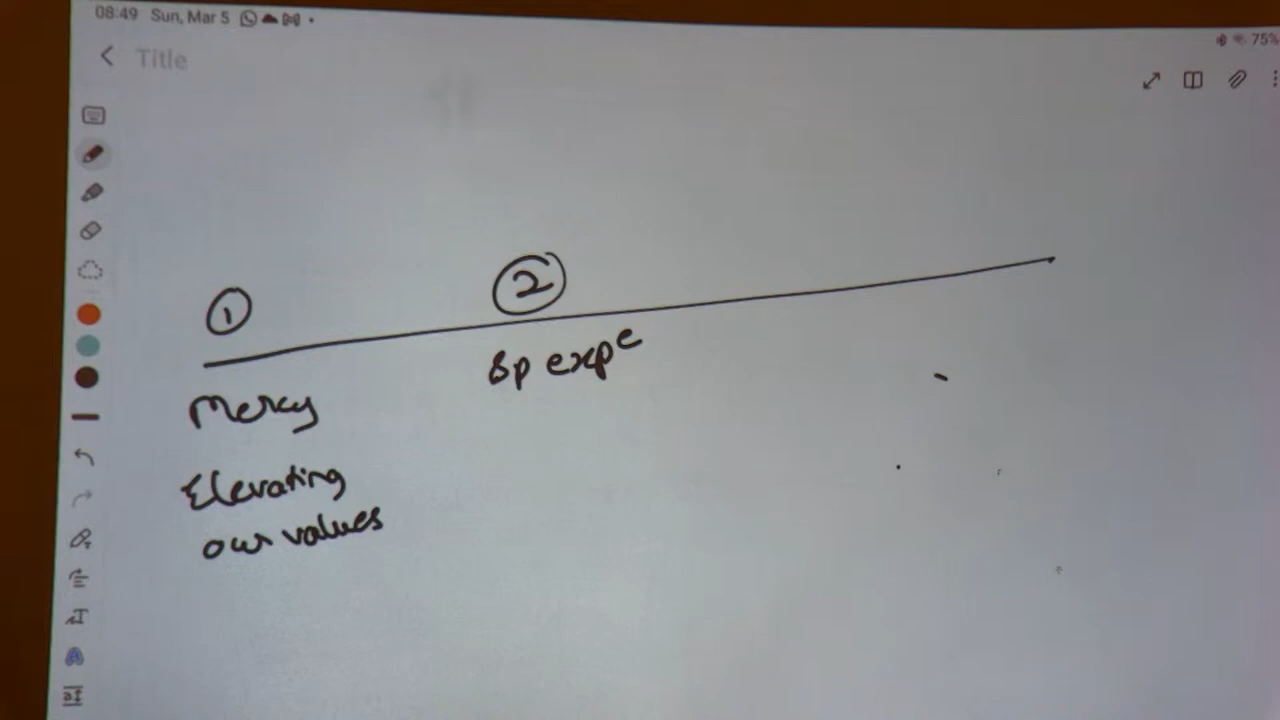 08:49 Sun, Mar 5
75%
Title
1
2
Mercy
Sp expe
Elevating
our values